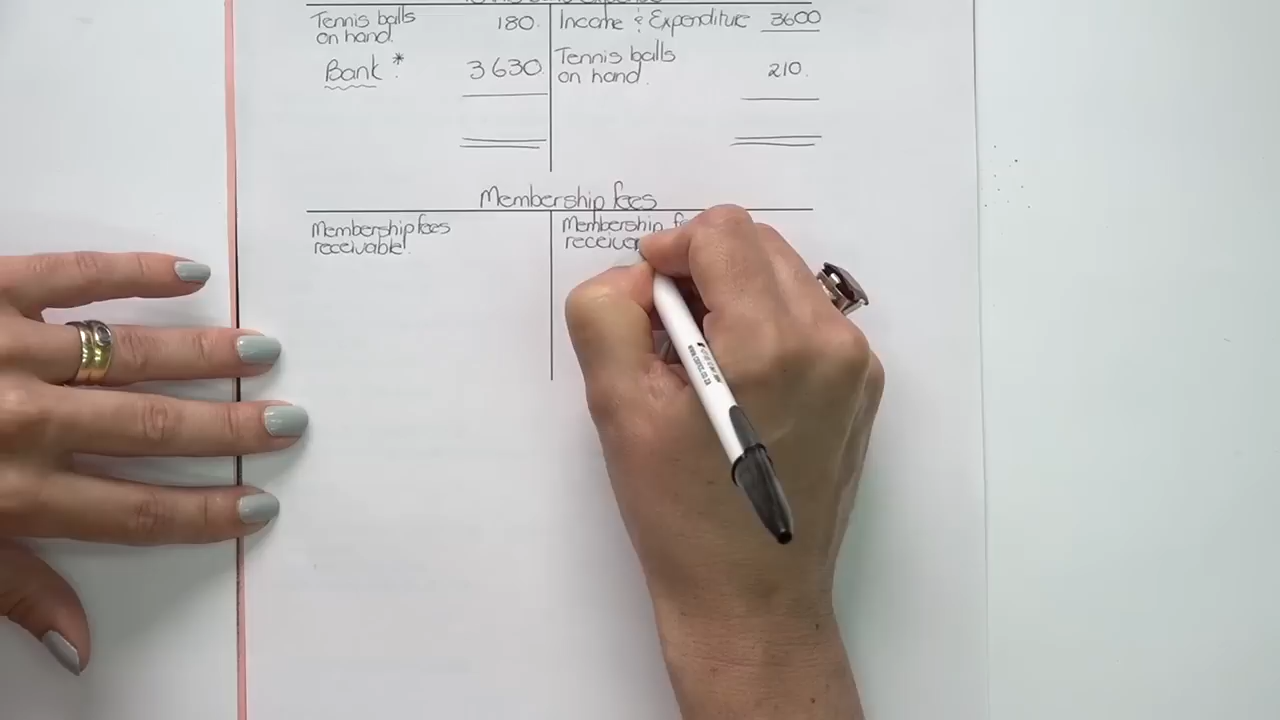 Tennis balls
on hand.
180.
Income & Expenditure
3600
Bank *
3630.
Tennis balls
on hand.
210.
Membership fees
Membership fees
receivable
Membership